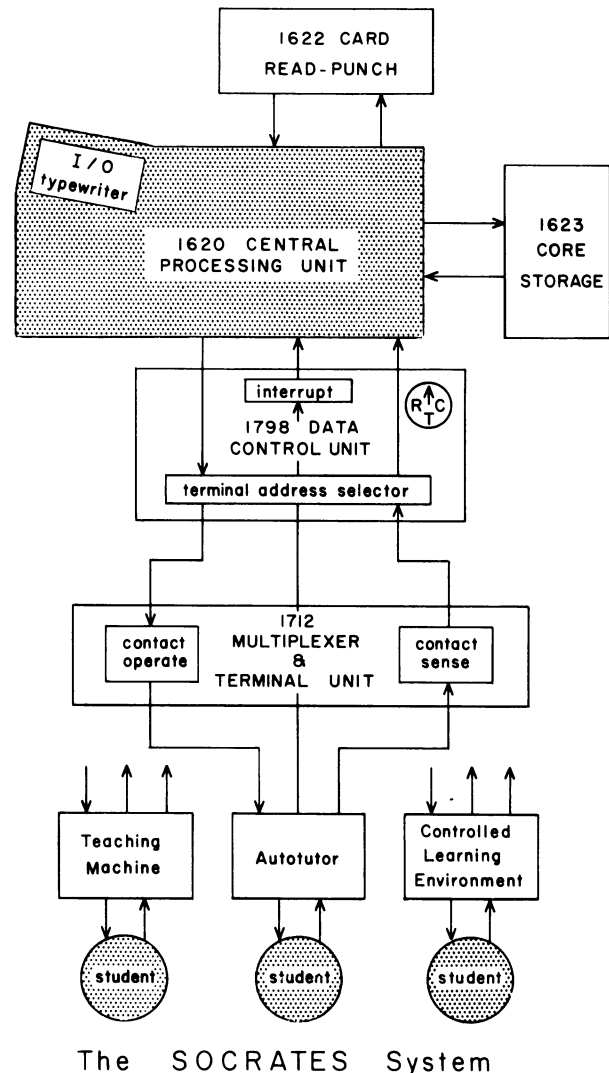 1622 CARD
READ-PUNCH
I/O
typewriter
1620 CENTRAL
PROCESSING UNIT
1623
CORE
STORAGE
interrupt
RTC
1798 DATA
CONTROL UNIT
terminal address selector
1712
MULTIPLEXER
&
TERMINAL UNIT
contact
operate
contact
sense
Teaching
Machine
Autotutor
Controlled
Learning
Environment
student
student
student
The SOCRATES System